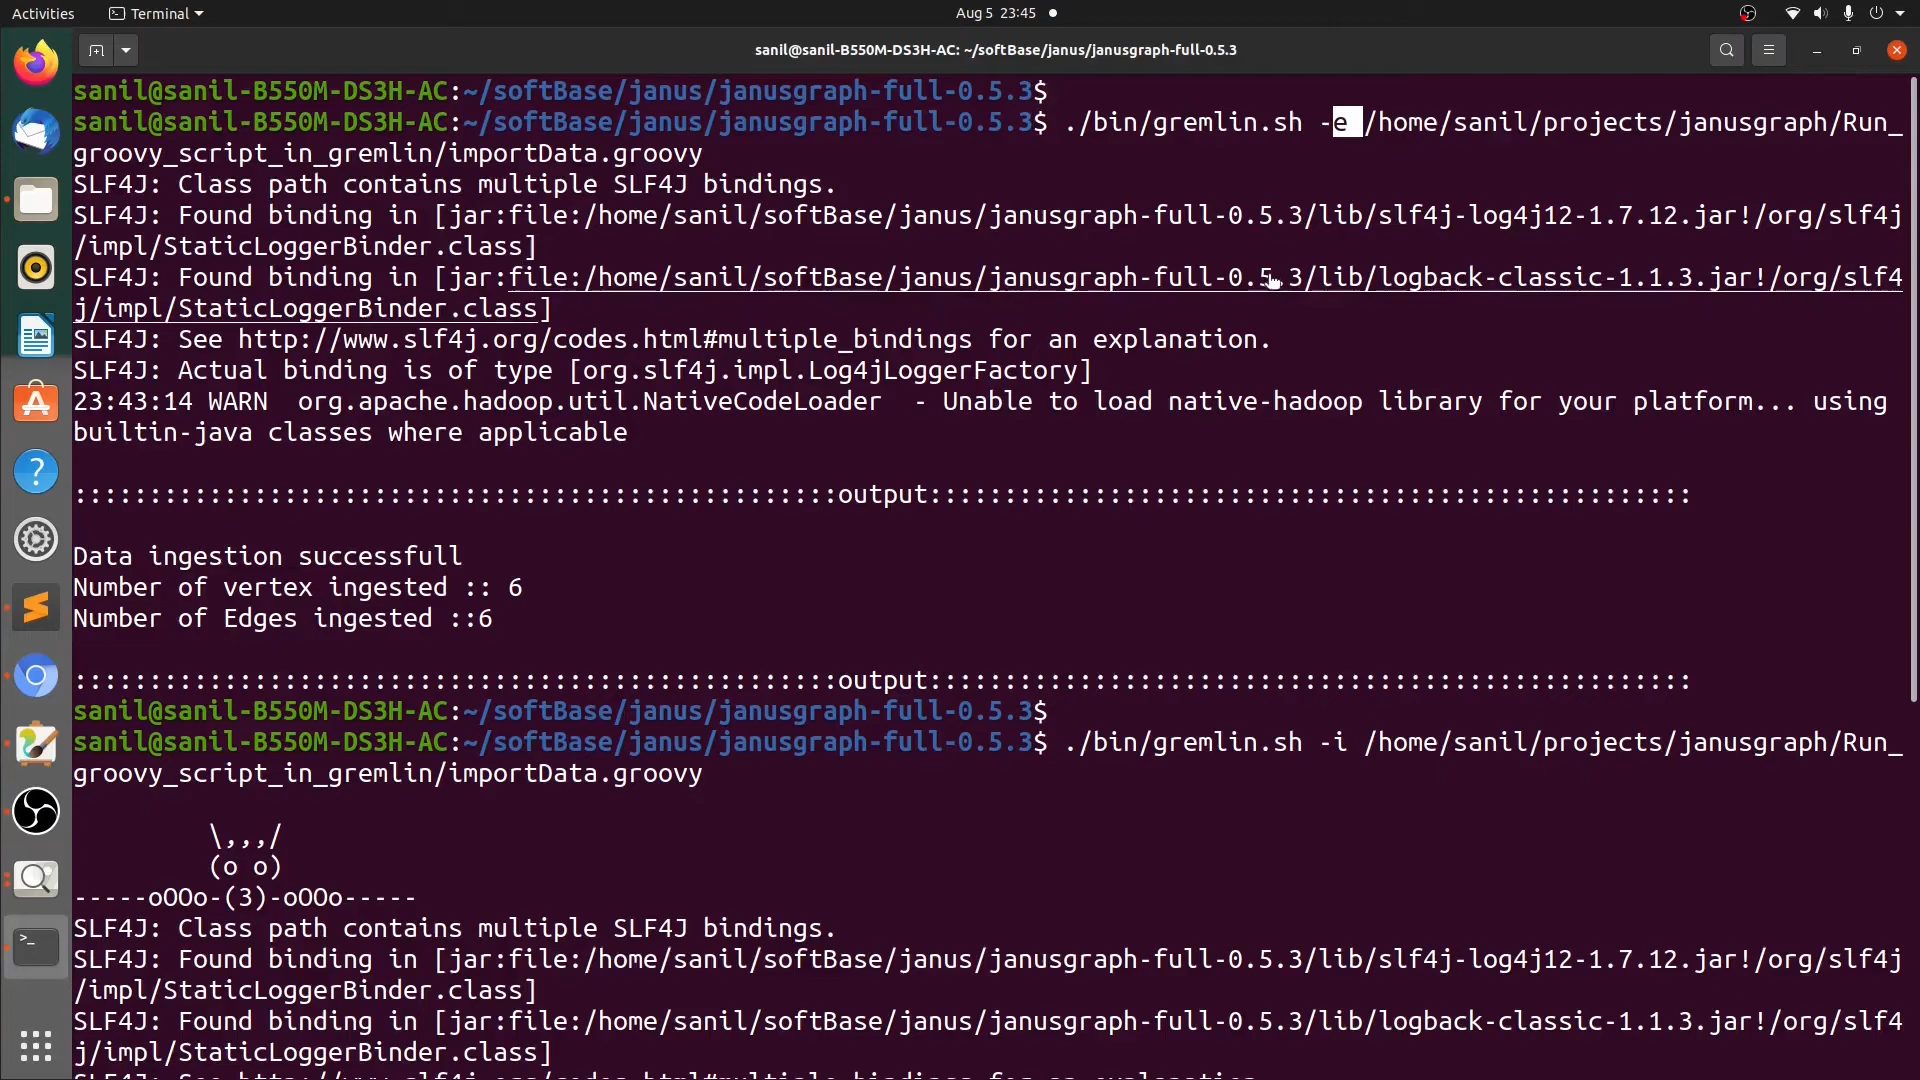 Activities
Terminal
Aug 5 23:45
sanil@sanil-B550M-DS3H-AC: ~/softBase/janus/janusgraph-full-0.5.3
sanil@sanil-B550M-DS3H-AC:~/softBase/janus/janusgraph-full-0.5.3$
sanil@sanil-B550M-DS3H-AC:~/softBase/janus/janusgraph-full-0.5.3$ ./bin/gremlin.sh -e /home/sanil/projects/janusgraph/Run_
groovy_script_in_gremlin/importData.groovy
SLF4J: Class path contains multiple SLF4J bindings.
SLF4J: Found binding in [jar:file:/home/sanil/softBase/janus/janusgraph-full-0.5.3/lib/slf4j-log4j12-1.7.12.jar!/org/slf4j
/impl/StaticLoggerBinder.class]
SLF4J: Found binding in [jar:file:/home/sanil/softBase/janus/janusgraph-full-0.5.3/lib/logback-classic-1.1.3.jar!/org/slf4
j/impl/StaticLoggerBinder.class]
SLF4J: See http://www.slf4j.org/codes.html#multiple_bindings for an explanation.
SLF4J: Actual binding is of type [org.slf4j.impl.Log4jLoggerFactory]
23:43:14 WARN  org.apache.hadoop.util.NativeCodeLoader  - Unable to load native-hadoop library for your platform... using
builtin-java classes where applicable
:::::::::::::::::::::::::::::::::::::::::::::::::::output:::::::::::::::::::::::::::::::::::::::::::::::::::
Data ingestion successfull
Number of vertex ingested :: 6
Number of Edges ingested ::6
:::::::::::::::::::::::::::::::::::::::::::::::::::output:::::::::::::::::::::::::::::::::::::::::::::::::::
sanil@sanil-B550M-DS3H-AC:~/softBase/janus/janusgraph-full-0.5.3$
sanil@sanil-B550M-DS3H-AC:~/softBase/janus/janusgraph-full-0.5.3$ ./bin/gremlin.sh -i /home/sanil/projects/janusgraph/Run_
groovy_script_in_gremlin/importData.groovy
\,,,/
(o o)
-----oOOo-(3)-oOOo-----
SLF4J: Class path contains multiple SLF4J bindings.
SLF4J: Found binding in [jar:file:/home/sanil/softBase/janus/janusgraph-full-0.5.3/lib/slf4j-log4j12-1.7.12.jar!/org/slf4j
/impl/StaticLoggerBinder.class]
SLF4J: Found binding in [jar:file:/home/sanil/softBase/janus/janusgraph-full-0.5.3/lib/logback-classic-1.1.3.jar!/org/slf4
j/impl/StaticLoggerBinder.class]
SLF4J: See http://www.slf4j.org/codes.html#multiple_bindings for an explanation.